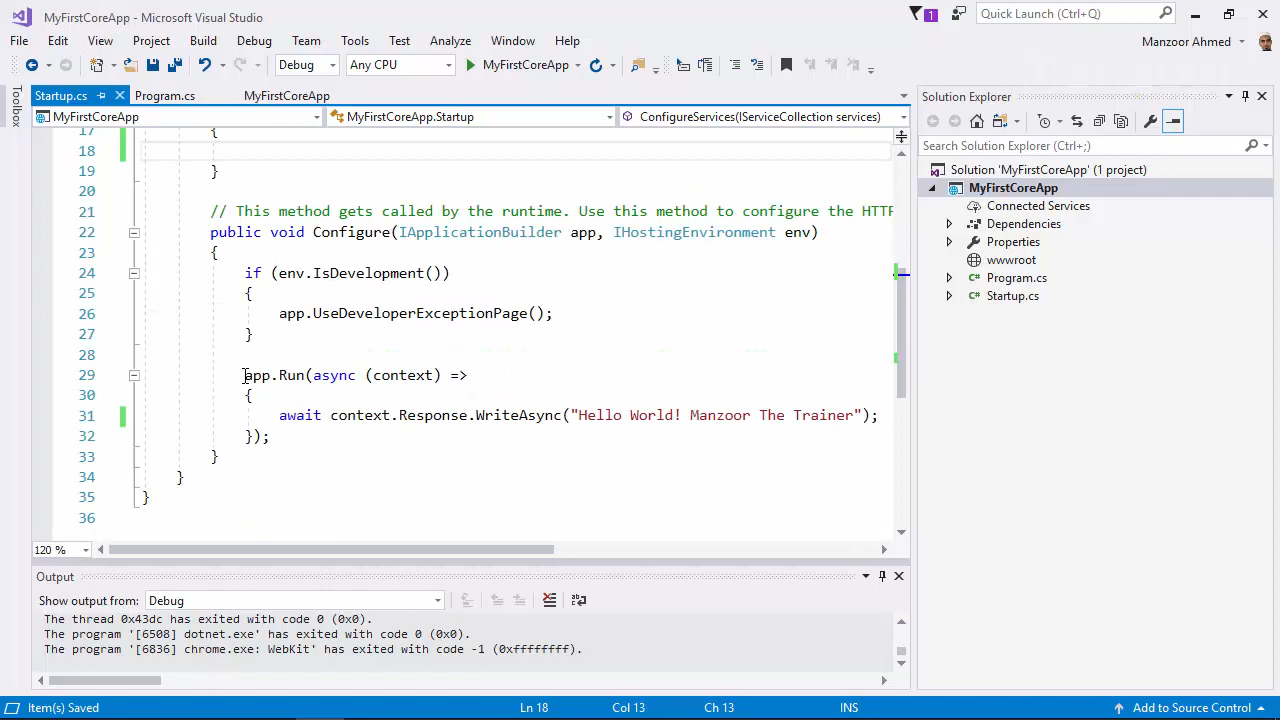 MyFirstCoreApp - Microsoft Visual Studio
1
Quick Launch (Ctrl+Q)
File Edit View Project Build Debug Team Tools Test Analyze Window Help
Manzoor Ahmed
Debug Any CPU MyFirstCoreApp
Toolbox
Startup.cs Program.cs MyFirstCoreApp
MyFirstCoreApp MyFirstCoreApp.Startup ConfigureServices(IServiceCollection services)
17 {
18
19 }
20
21 // This method gets called by the runtime. Use this method to configure the HTTP
22 public void Configure(IApplicationBuilder app, IHostingEnvironment env)
23 {
24 if (env.IsDevelopment())
25 {
26 app.UseDeveloperExceptionPage();
27 }
28
29 app.Run(async (context) =>
30 {
31 await context.Response.WriteAsync("Hello World! Manzoor The Trainer");
32 });
33 }
34 }
35 }
36
120 %
Output
Show output from: Debug
The thread 0x43dc has exited with code 0 (0x0).
The program '[6508] dotnet.exe' has exited with code 0 (0x0).
The program '[6836] chrome.exe: WebKit' has exited with code -1 (0xffffffff).
Solution Explorer
Search Solution Explorer (Ctrl+;)
Solution 'MyFirstCoreApp' (1 project)
MyFirstCoreApp
Connected Services
Dependencies
Properties
wwwroot
C# Program.cs
C# Startup.cs
Item(s) Saved Ln 18 Col 13 Ch 13 INS Add to Source Control